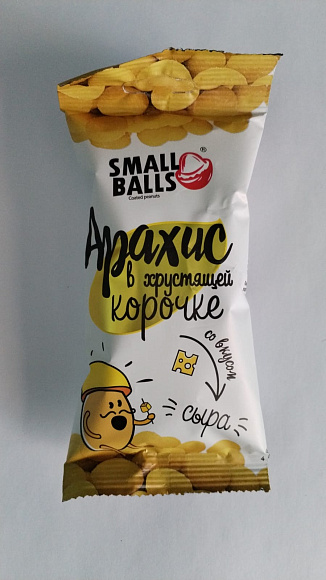 SMALL
BALLS
®
Coated peanuts
Арахис
в хрустящей
корочке
со вкусом
сыра